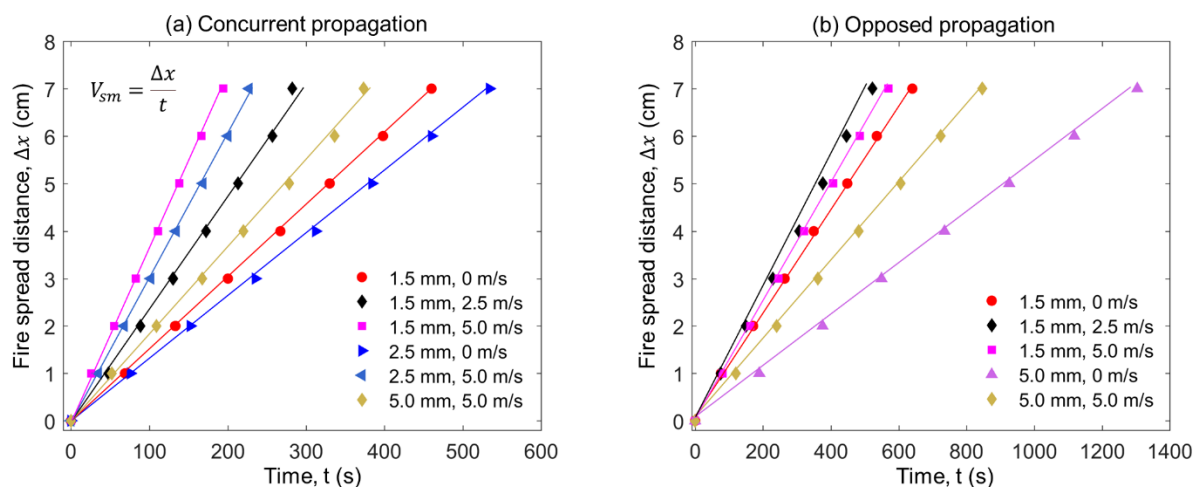 (a) Concurrent propagation
8
7
6
5
4
3
2
1
0
Fire spread distance, Δx (cm)
V_sm = Δx / t
1.5 mm, 0 m/s
1.5 mm, 2.5 m/s
1.5 mm, 5.0 m/s
2.5 mm, 0 m/s
2.5 mm, 5.0 m/s
5.0 mm, 5.0 m/s
0 100 200 300 400 500 600
Time, t (s)
(b) Opposed propagation
8
7
6
5
4
3
2
1
0
Fire spread distance, Δx (cm)
1.5 mm, 0 m/s
1.5 mm, 2.5 m/s
1.5 mm, 5.0 m/s
5.0 mm, 0 m/s
5.0 mm, 5.0 m/s
0 200 400 600 800 1000 1200 1400
Time, t (s)